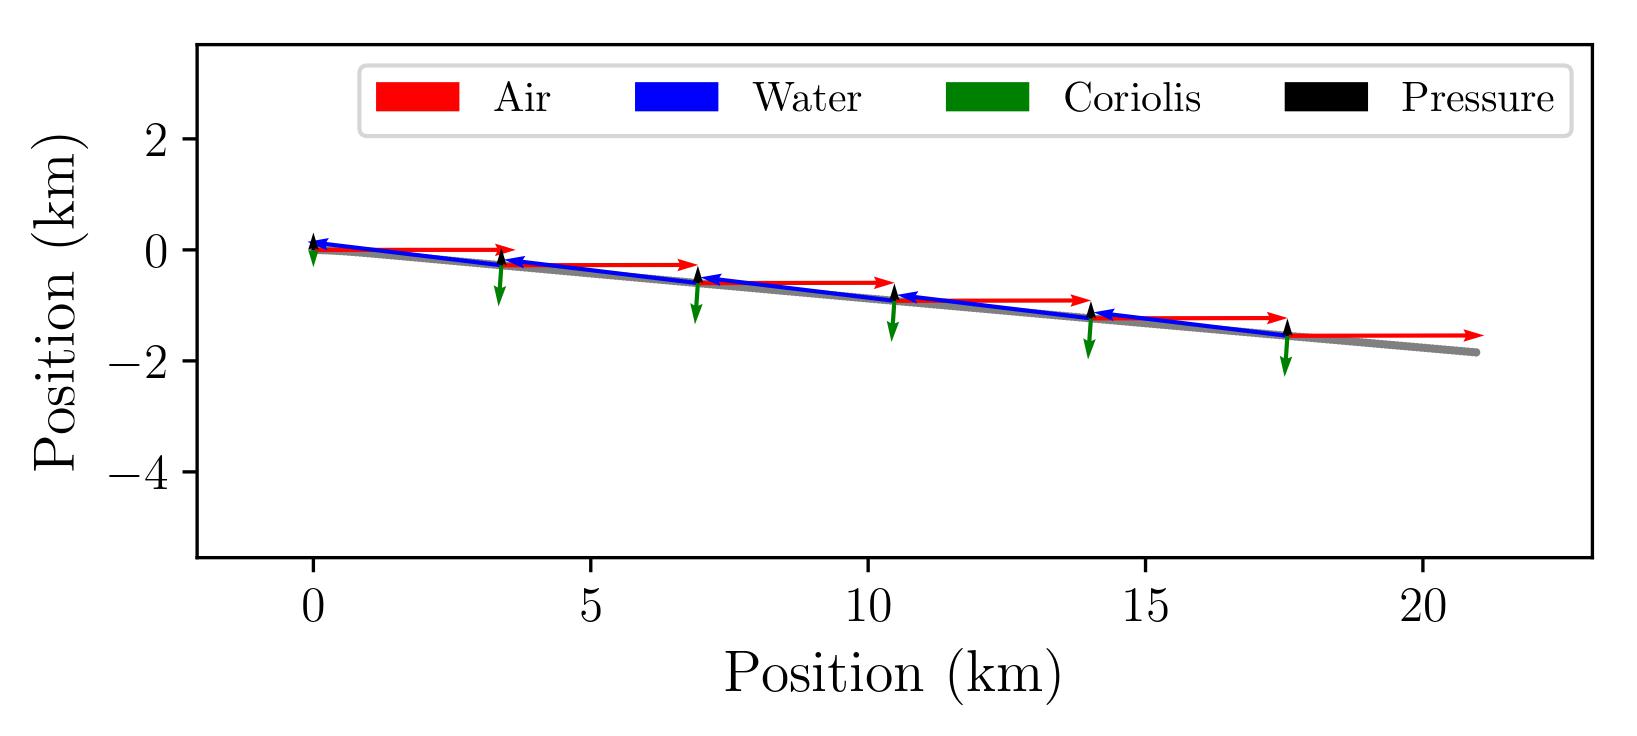 Air Water Coriolis Pressure
2
0
−2
−4
Position (km)
0 5 10 15 20
Position (km)